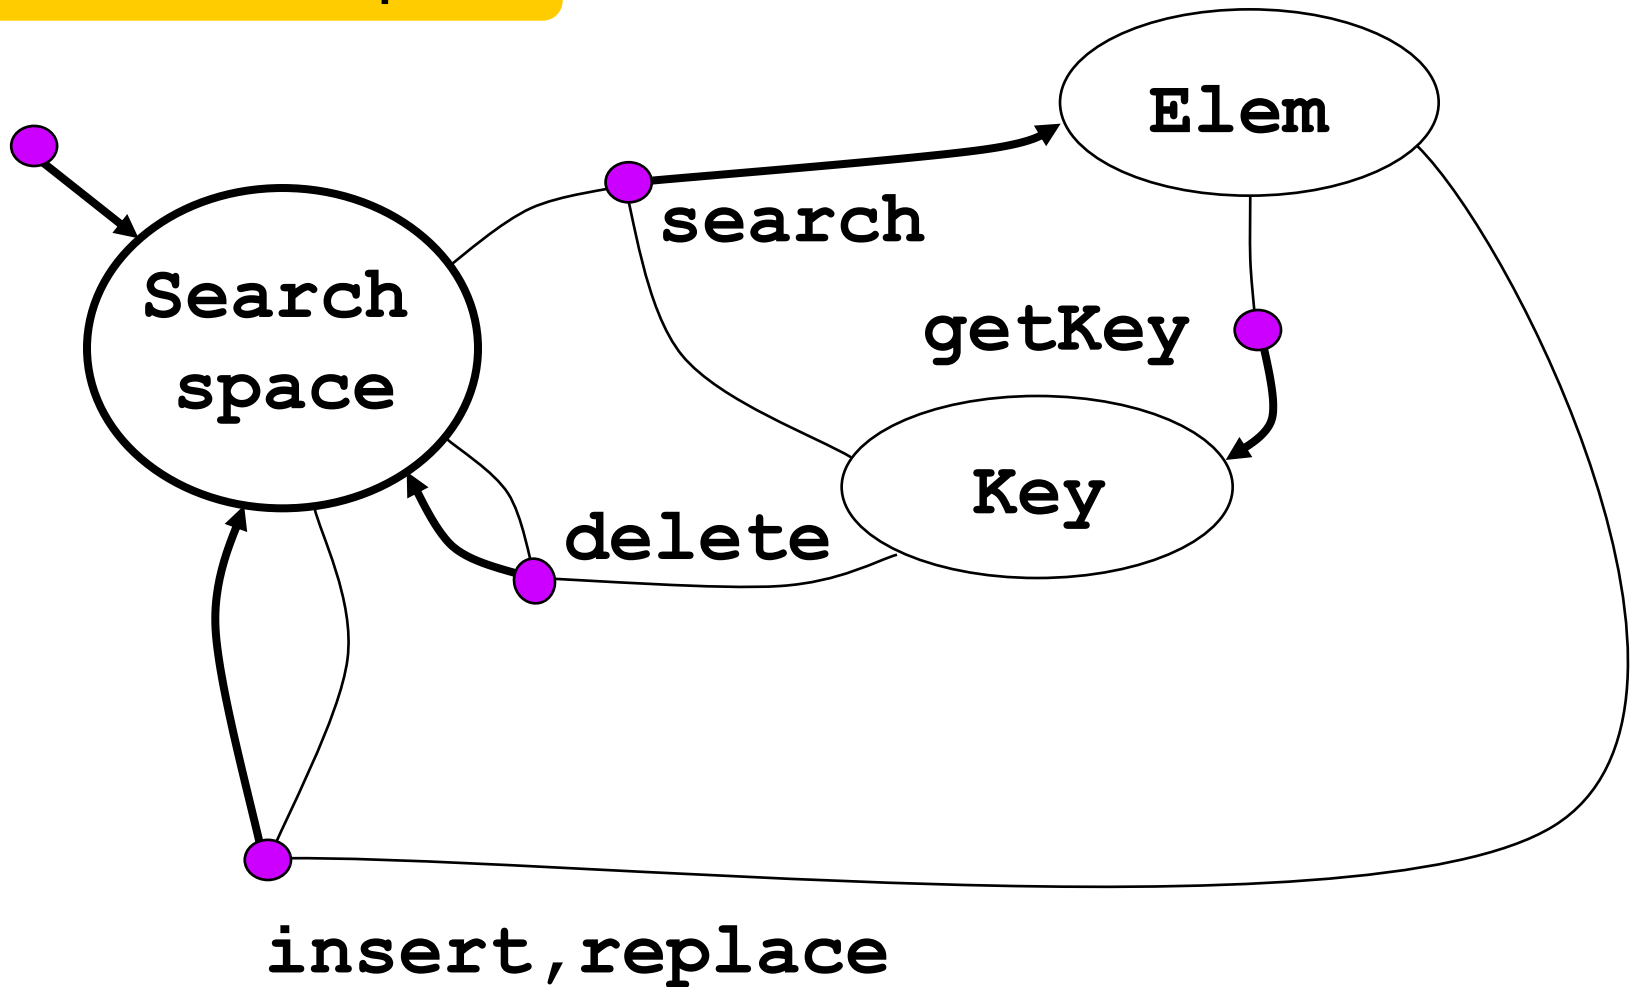 Elem
search
Search
space
getKey
Key
delete
insert,replace